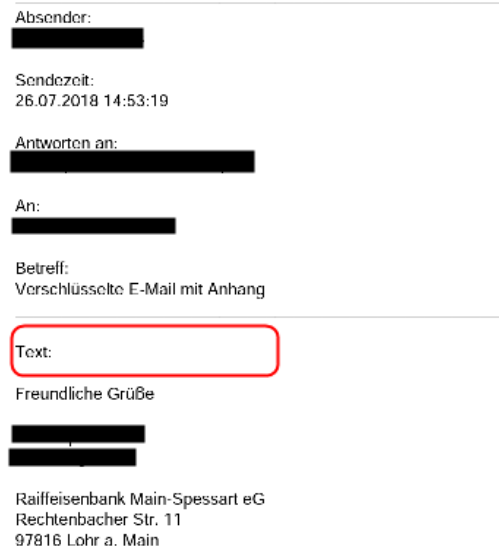 Absender:
Sendezeit:
26.07.2018 14:53:19
Antworten an:
An:
Betreff:
Verschlüsselte E-Mail mit Anhang
Text:
Freundliche Grüße
Raiffeisenbank Main-Spessart eG
Rechtenbacher Str. 11
97816 Lohr a. Main